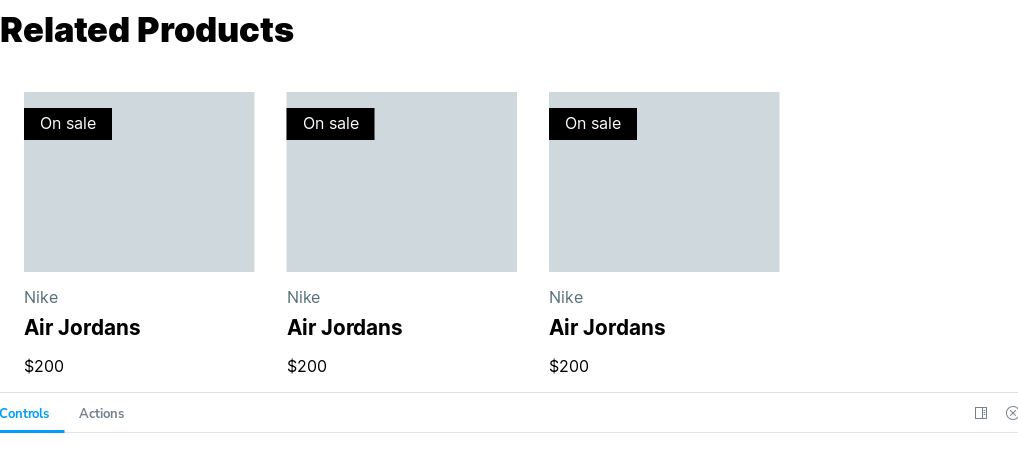 Related Products
On sale On sale On sale
Nike Nike Nike
Air Jordans Air Jordans Air Jordans
$200 $200 $200
Controls Actions